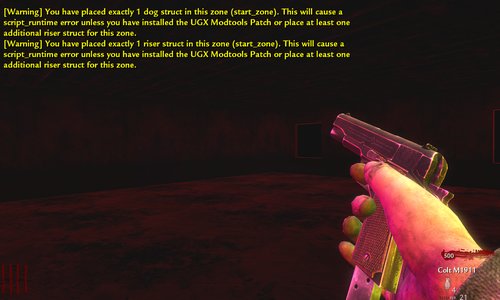 [Warning] You have placed exactly 1 dog struct in this zone (start_zone). This will cause a
script_runtime error unless you have installed the UGX Modtools Patch or place at least one
additional riser struct for this zone.
[Warning] You have placed exactly 1 riser struct in this zone (start_zone). This will cause a
script_runtime error unless you have installed the UGX Modtools Patch or place at least one
additional riser struct for this zone.
500
Colt M1911
4
21